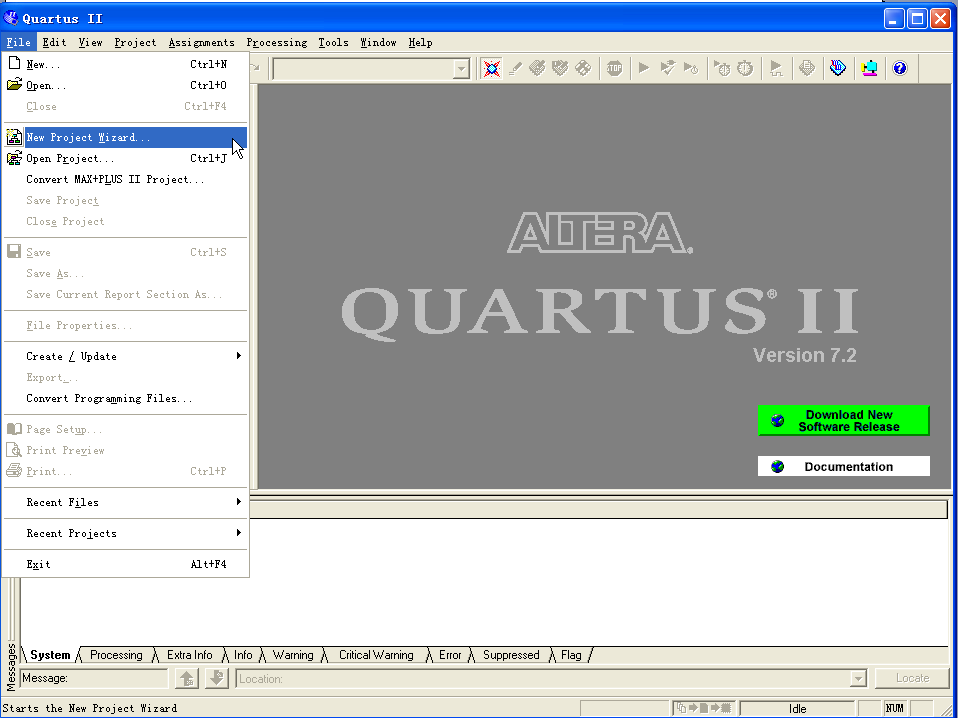 Quartus II
File Edit View Project Assignments Processing Tools Window Help
New... Ctrl+N
Open... Ctrl+O
Close Ctrl+F4
New Project Wizard...
Open Project... Ctrl+J
Convert MAX+PLUS II Project...
Save Project
Close Project
Save Ctrl+S
Save As...
Save Current Report Section As...
File Properties...
Create / Update
Export...
Convert Programming Files...
Page Setup...
Print Preview
Print... Ctrl+P
Recent Files
Recent Projects
Exit Alt+F4
STOP
ALTERA®
QUARTUS® II
Version 7.2
Download New
Software Release
Documentation
Messages
System Processing Extra Info Info Warning Critical Warning Error Suppressed Flag
Message: Location: Locate
Starts the New Project Wizard Idle NUM